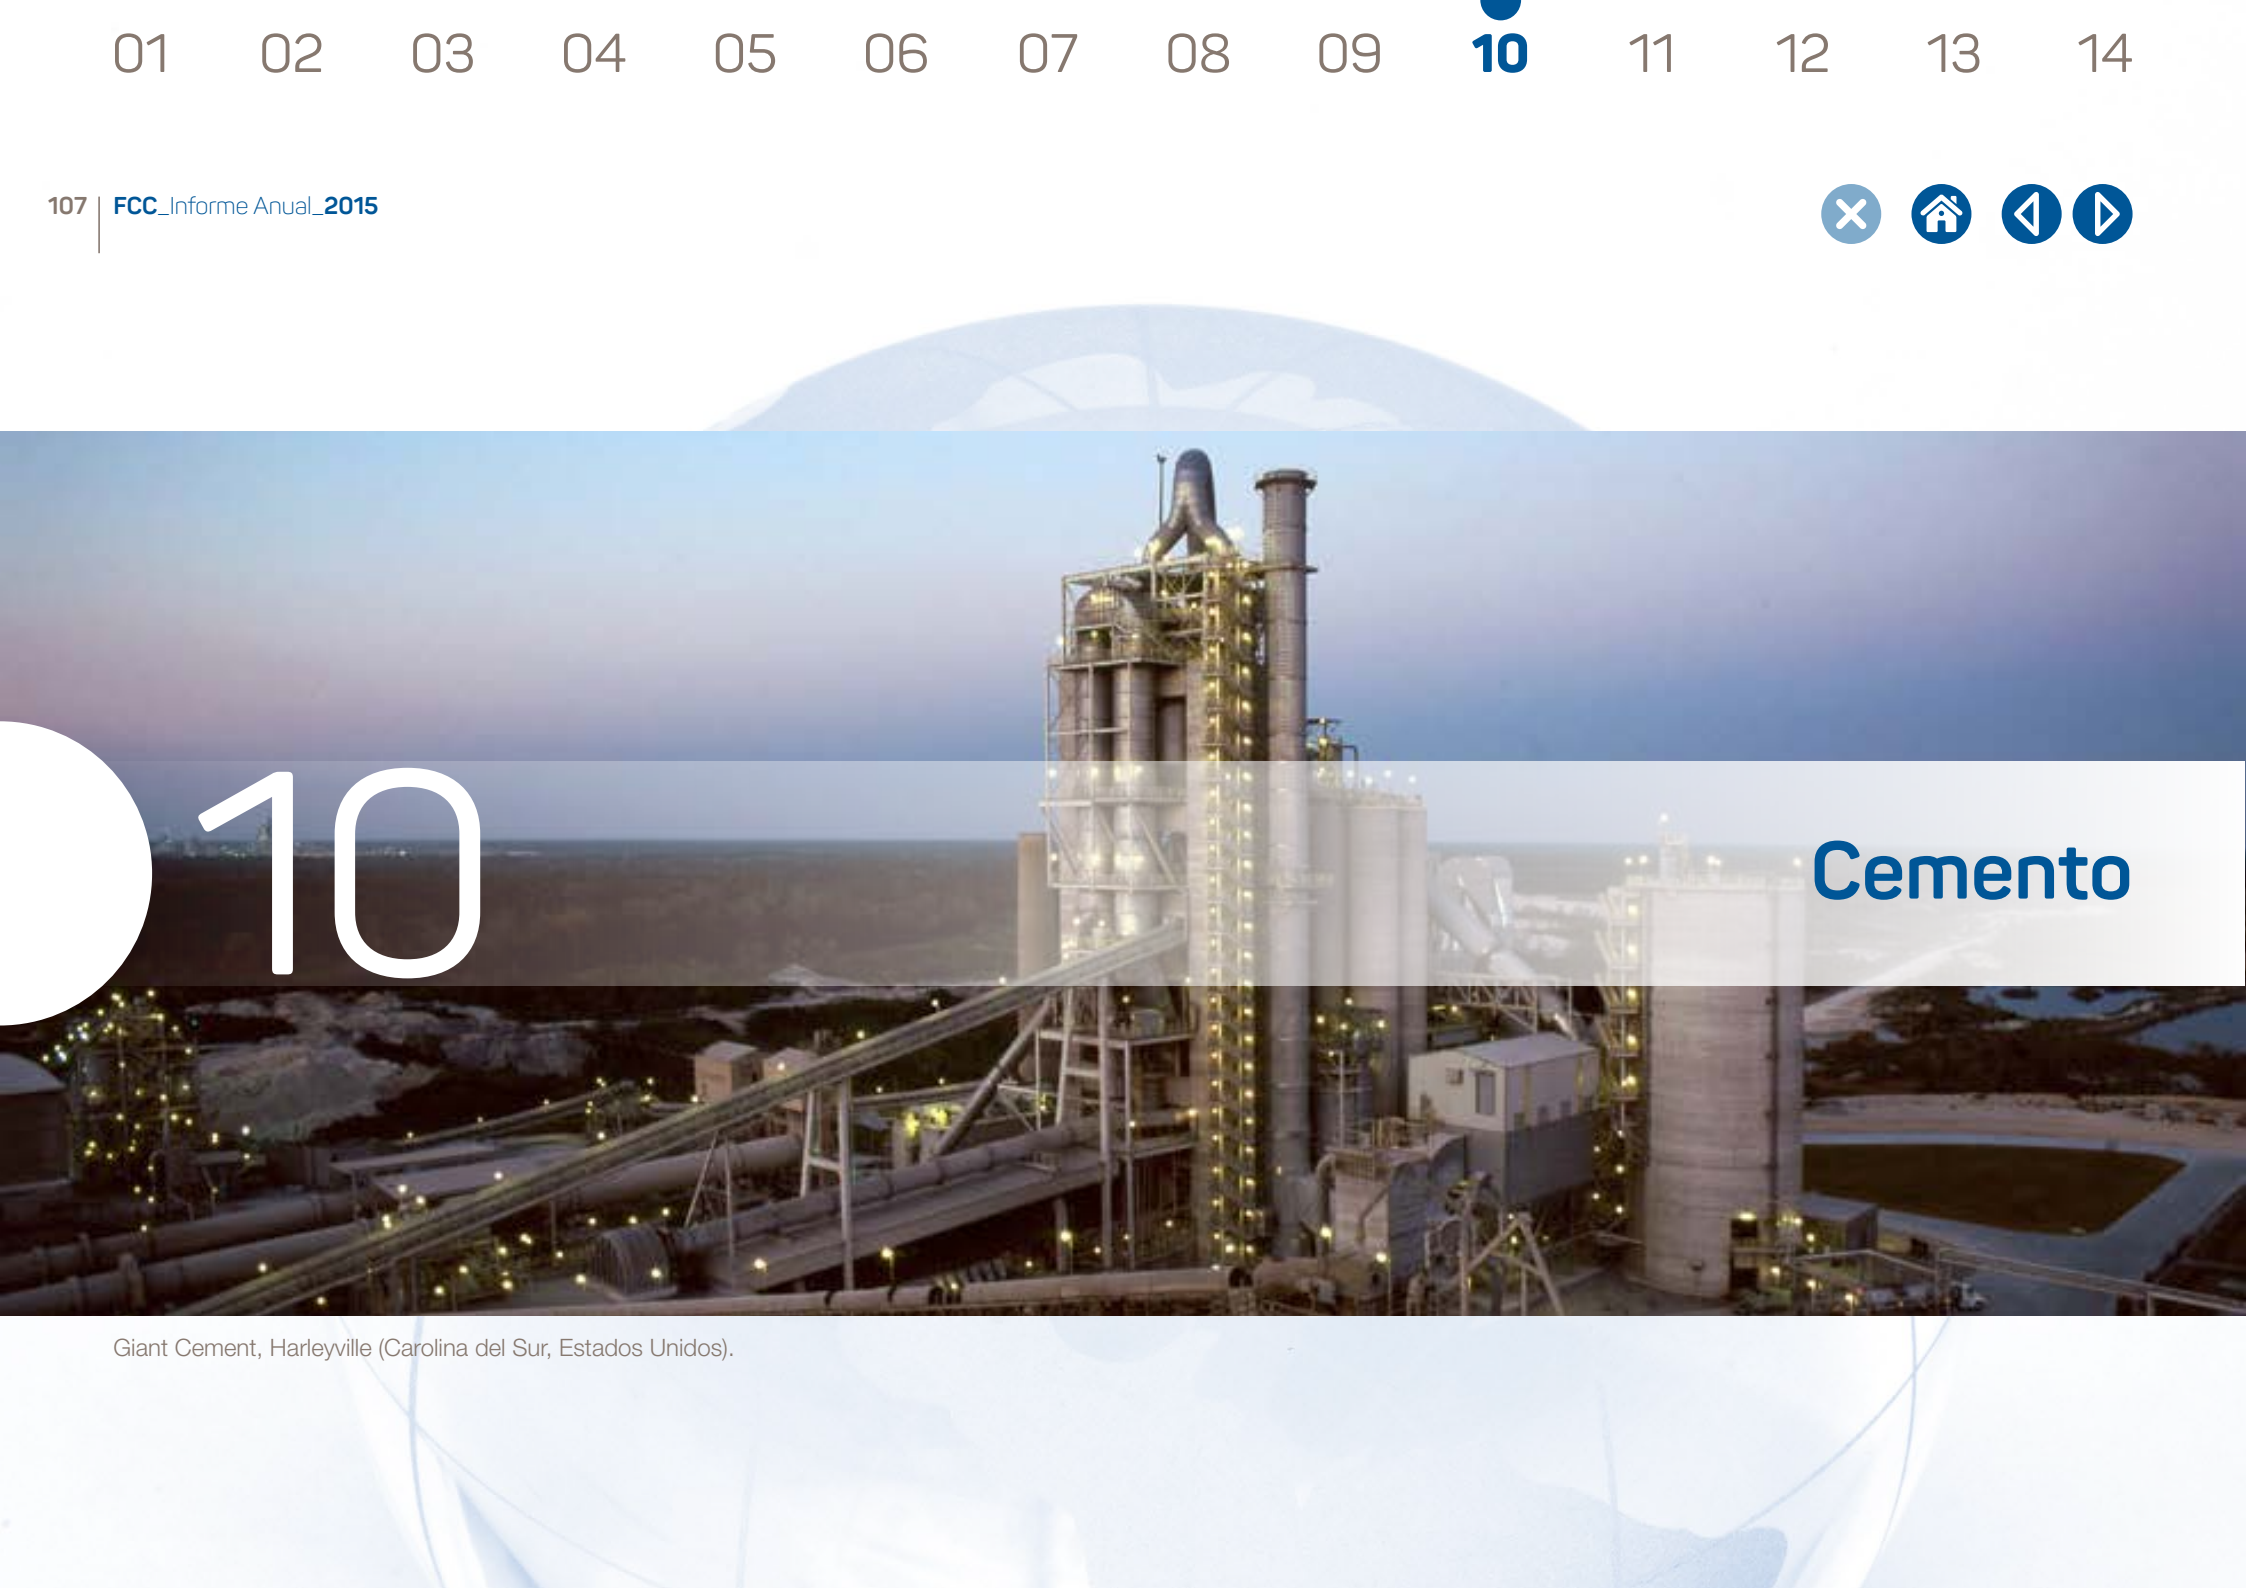 01 02 03 04 05 06 07 08 09 10 11 12 13 14
107 FCC_Informe Anual_2015
10
Cemento
Giant Cement, Harleyville (Carolina del Sur, Estados Unidos).